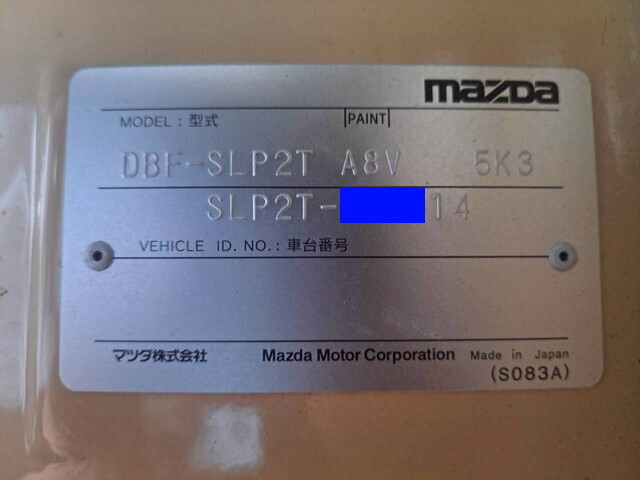 mazda
MODEL : 型式 |PAINT|
DBF-SLP2T A8V 5K3
SLP2T- 14
VEHICLE ID. NO. : 車台番号
マツダ株式会社 Mazda Motor Corporation Made in Japan
(S083A)